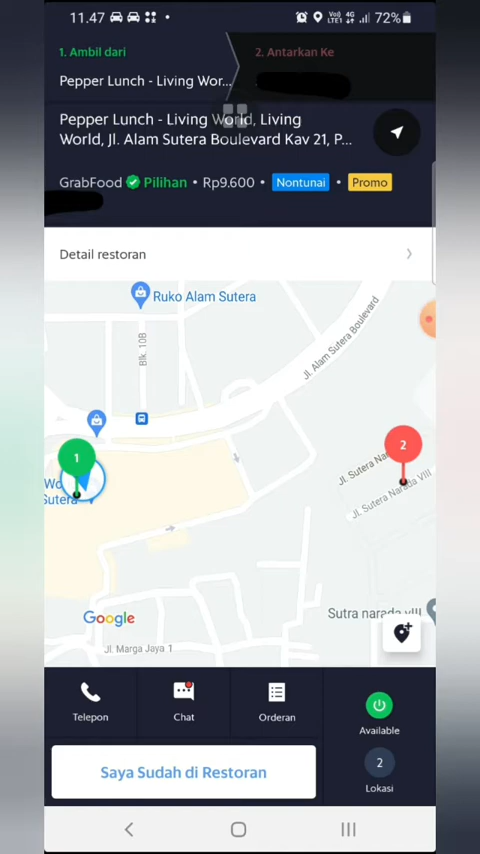 11.47
72%
1. Ambil dari
2. Antarkan Ke
Pepper Lunch - Living Wor...
Pepper Lunch - Living World, Living
World, Jl. Alam Sutera Boulevard Kav 21, P...
GrabFood Pilihan • Rp9.600 • Nontunai • Promo
Detail restoran
Ruko Alam Sutera
Jl. Alam Sutera Boulevard
Blk. 10B
1
2
Jl. Sutera Nara
Jl. Sutera Narada VIII
Wo
Sutera
Google
Sutra narada VIII
Jl. Marga Jaya 1
Telepon
Chat
Orderan
Available
Saya Sudah di Restoran
2
Lokasi